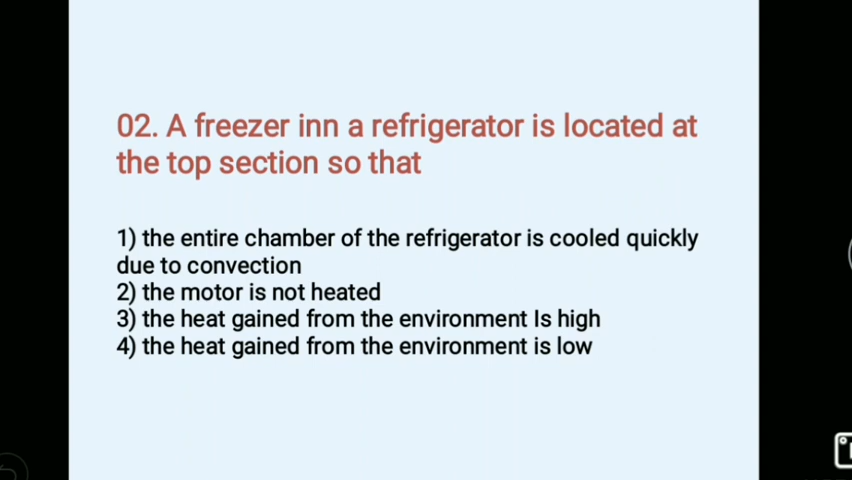 02. A freezer inn a refrigerator is located at
the top section so that
1) the entire chamber of the refrigerator is cooled quickly
due to convection
2) the motor is not heated
3) the heat gained from the environment Is high
4) the heat gained from the environment is low